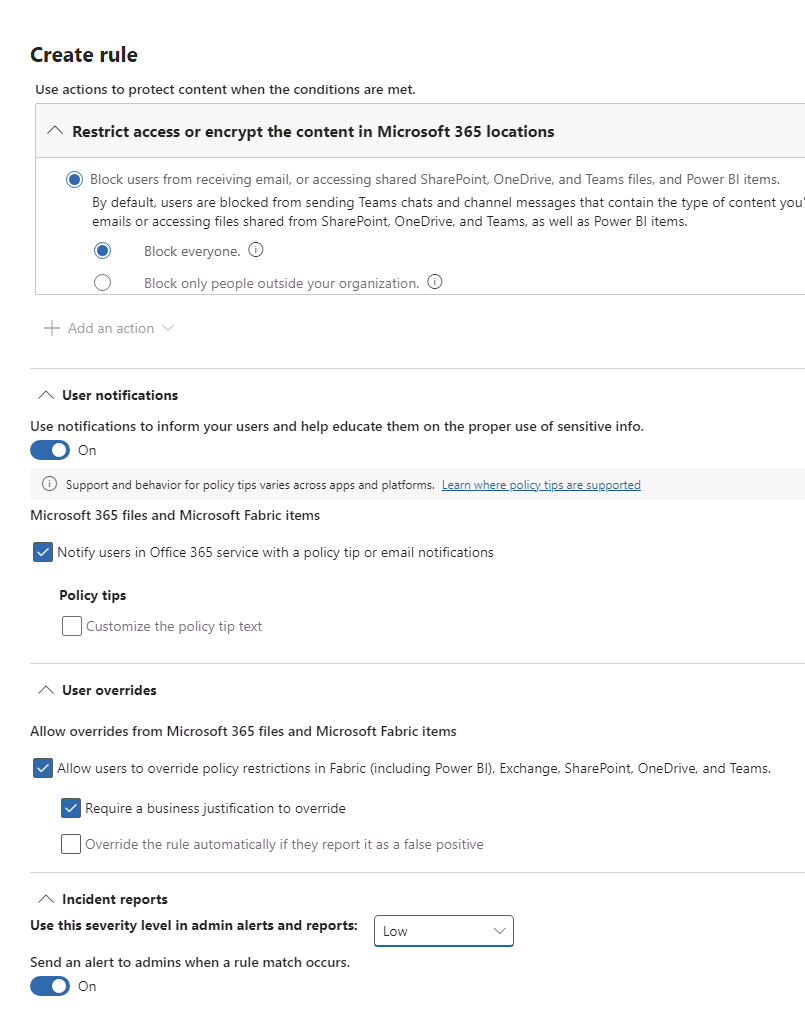 Create rule
Use actions to protect content when the conditions are met.
Restrict access or encrypt the content in Microsoft 365 locations
Block users from receiving email, or accessing shared SharePoint, OneDrive, and Teams files, and Power BI items.
By default, users are blocked from sending Teams chats and channel messages that contain the type of content you'
emails or accessing files shared from SharePoint, OneDrive, and Teams, as well as Power BI items.
Block everyone.
Block only people outside your organization.
Add an action
User notifications
Use notifications to inform your users and help educate them on the proper use of sensitive info.
On
Support and behavior for policy tips varies across apps and platforms. Learn where policy tips are supported
Microsoft 365 files and Microsoft Fabric items
Notify users in Office 365 service with a policy tip or email notifications
Policy tips
Customize the policy tip text
User overrides
Allow overrides from Microsoft 365 files and Microsoft Fabric items
Allow users to override policy restrictions in Fabric (including Power BI), Exchange, SharePoint, OneDrive, and Teams.
Require a business justification to override
Override the rule automatically if they report it as a false positive
Incident reports
Use this severity level in admin alerts and reports: Low
Send an alert to admins when a rule match occurs.
On